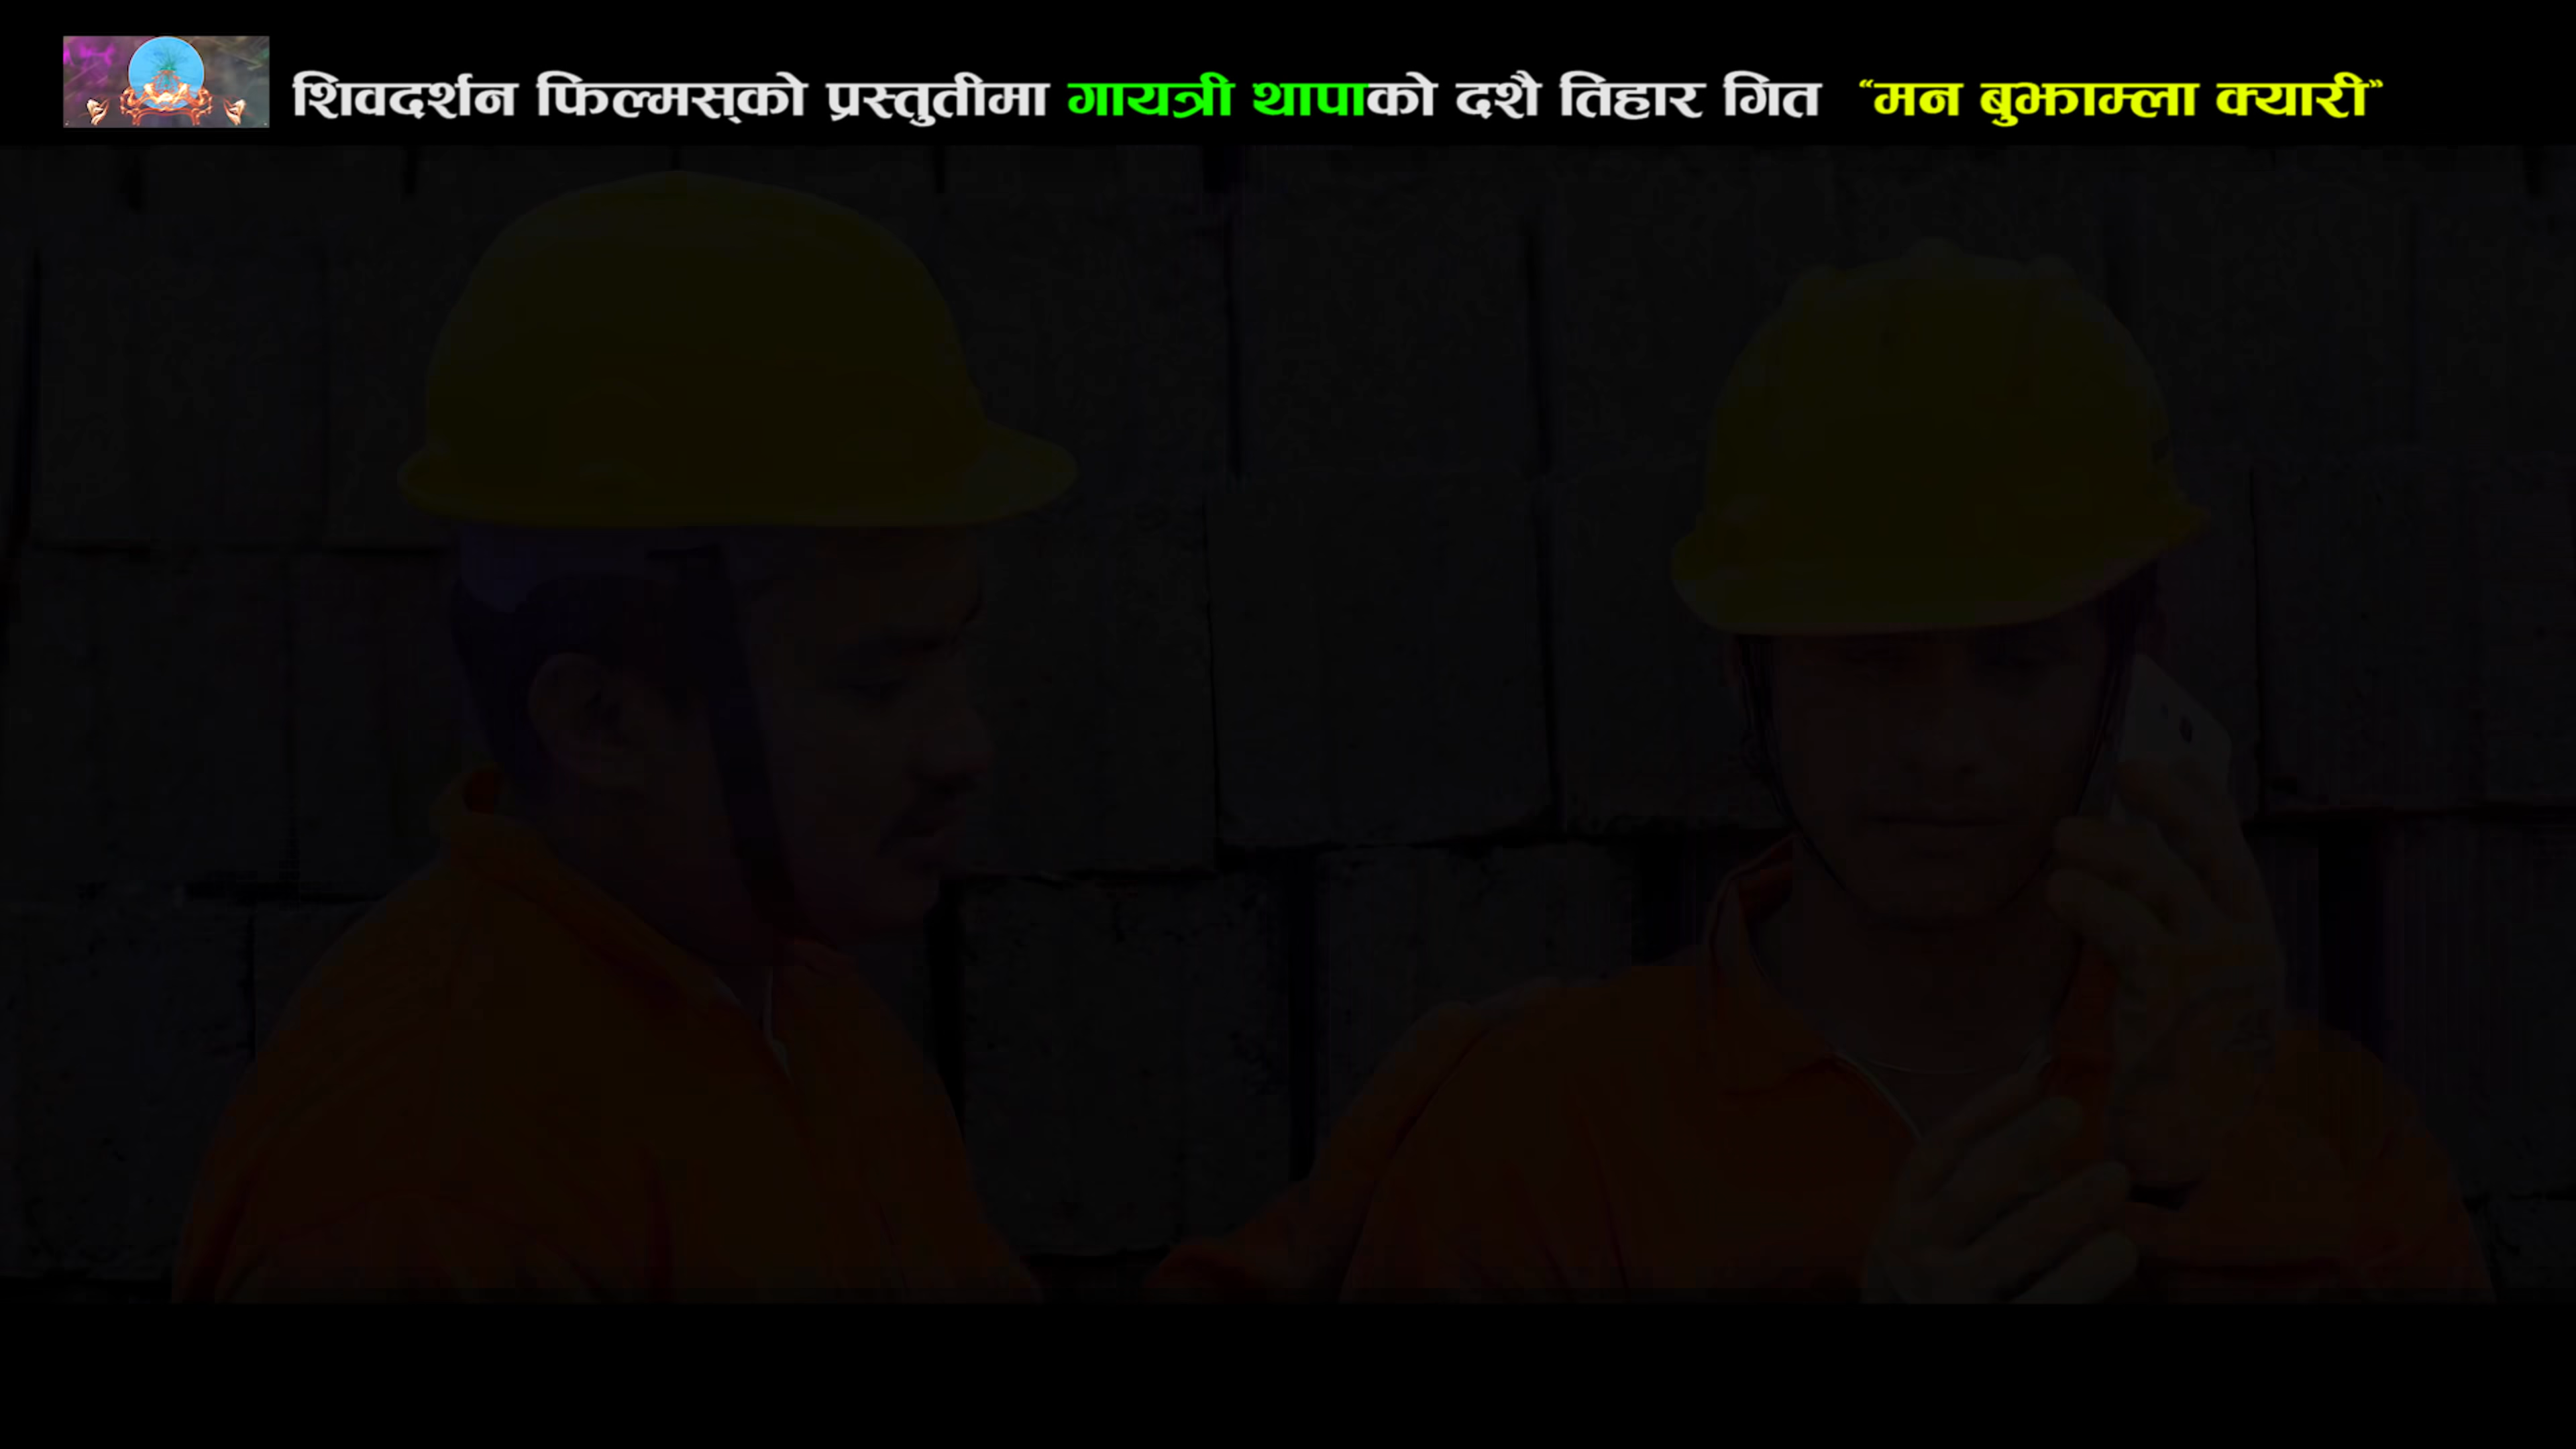 शिवदर्शन फिल्मस्को प्रस्तुतीमा गायत्री थापाको दशै तिहार गित “मन बुझाम्ला क्यारी”